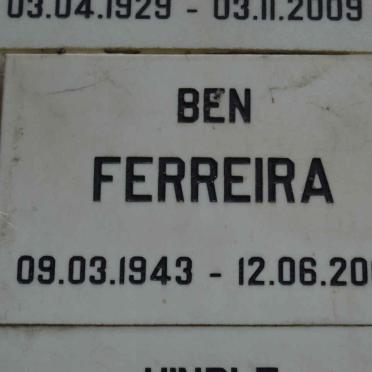 03.04.1929 - 03.11.2009
BEN
FERREIRA
09.03.1943 - 12.06.20